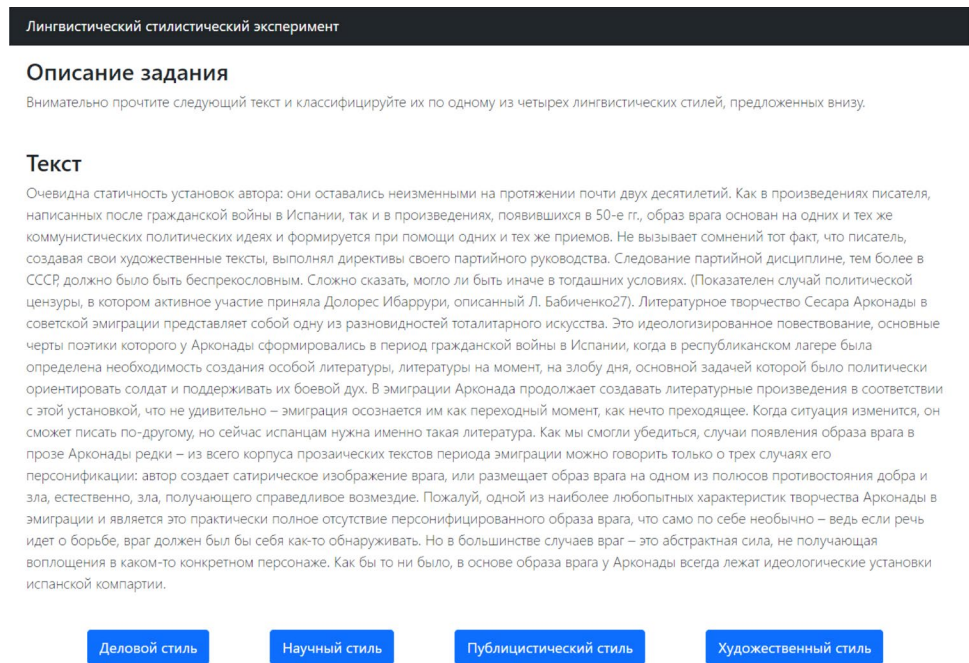 Лингвистический стилистический эксперимент
Описание задания
Внимательно прочтите следующий текст и классифицируйте их по одному из четырех лингвистических стилей, предложенных внизу.
Текст
Очевидна статичность установок автора: они оставались неизменными на протяжении почти двух десятилетий. Как в произведениях писателя,
написанных после гражданской войны в Испании, так и в произведениях, появившихся в 50-е гг., образ врага основан на одних и тех же
коммунистических политических идеях и формируется при помощи одних и тех же приемов. Не вызывает сомнений тот факт, что писатель,
создавая свои художественные тексты, выполнял директивы своего партийного руководства. Следование партийной дисциплине, тем более в
СССР, должно было быть беспрекословным. Сложно сказать, могло ли быть иначе в тогдашних условиях. (Показателен случай политической
цензуры, в котором активное участие приняла Долорес Ибаррури, описанный Л. Бабиченко27). Литературное творчество Сесара Арконады в
советской эмиграции представляет собой одну из разновидностей тоталитарного искусства. Это идеологизированное повествование, основные
черты поэтики которого у Арконады сформировались в период гражданской войны в Испании, когда в республиканском лагере была
определена необходимость создания особой литературы, литературы на момент, на злобу дня, основной задачей которой было политически
ориентировать солдат и поддерживать их боевой дух. В эмиграции Арконада продолжает создавать литературные произведения в соответствии
с этой установкой, что не удивительно – эмиграция осознается им как переходный момент, как нечто преходящее. Когда ситуация изменится, он
сможет писать по-другому, но сейчас испанцам нужна именно такая литература. Как мы смогли убедиться, случаи появления образа врага в
прозе Арконады редки – из всего корпуса прозаических текстов периода эмиграции можно говорить только о трех случаях его
персонификации: автор создает сатирическое изображение врага, или размещает образ врага на одном из полюсов противостояния добра и
зла, естественно, зла, получающего справедливое возмездие. Пожалуй, одной из наиболее любопытных характеристик творчества Арконады в
эмиграции и является это практически полное отсутствие персонифицированного образа врага, что само по себе необычно – ведь если речь
идет о борьбе, враг должен был бы себя как-то обнаруживать. Но в большинстве случаев враг – это абстрактная сила, не получающая
воплощения в каком-то конкретном персонаже. Как бы то ни было, в основе образа врага у Арконады всегда лежат идеологические установки
испанской компартии.
Деловой стиль Научный стиль Публицистический стиль Художественный стиль